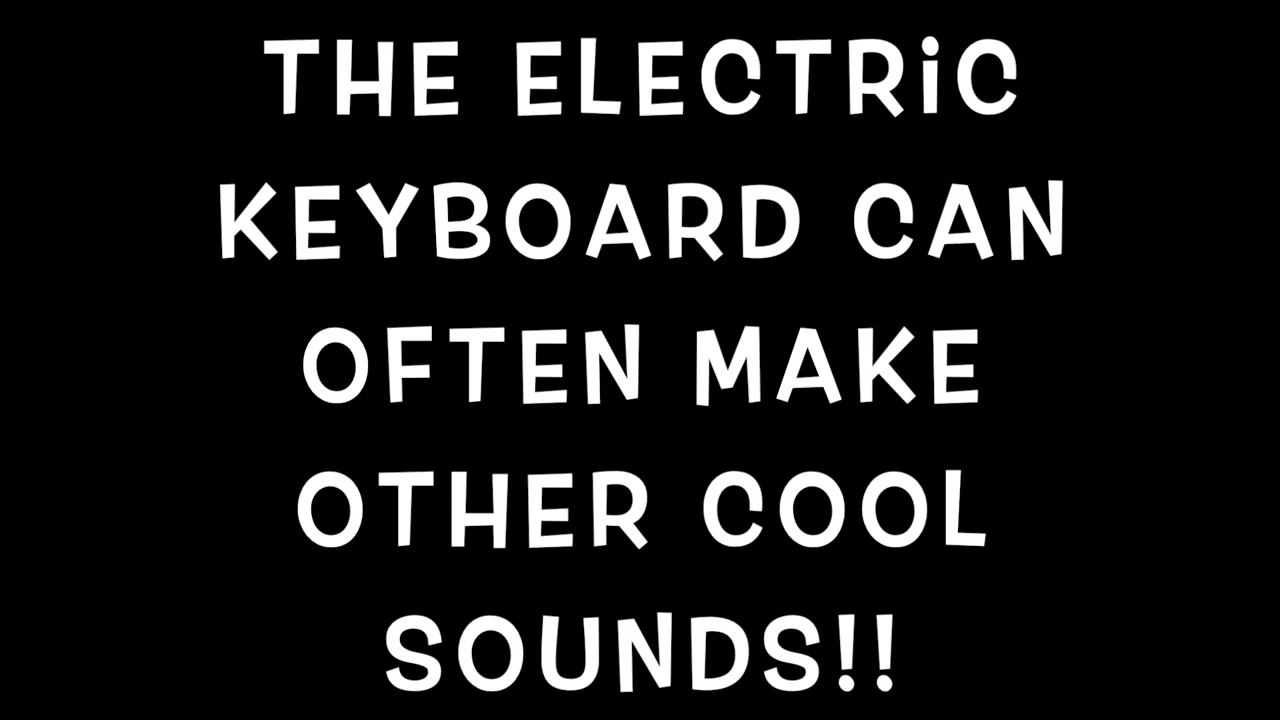 THE ELECTRiC
KEYBOARD CAN
OFTEN MAKE
OTHER COOL
SOUNDS!!